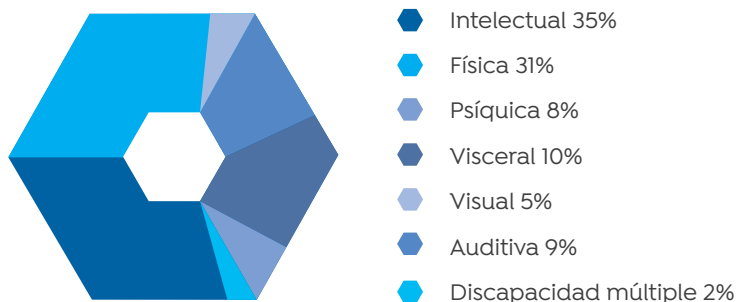 Intelectual 35%
Física 31%
Psíquica 8%
Visceral 10%
Visual 5%
Auditiva 9%
Discapacidad múltiple 2%